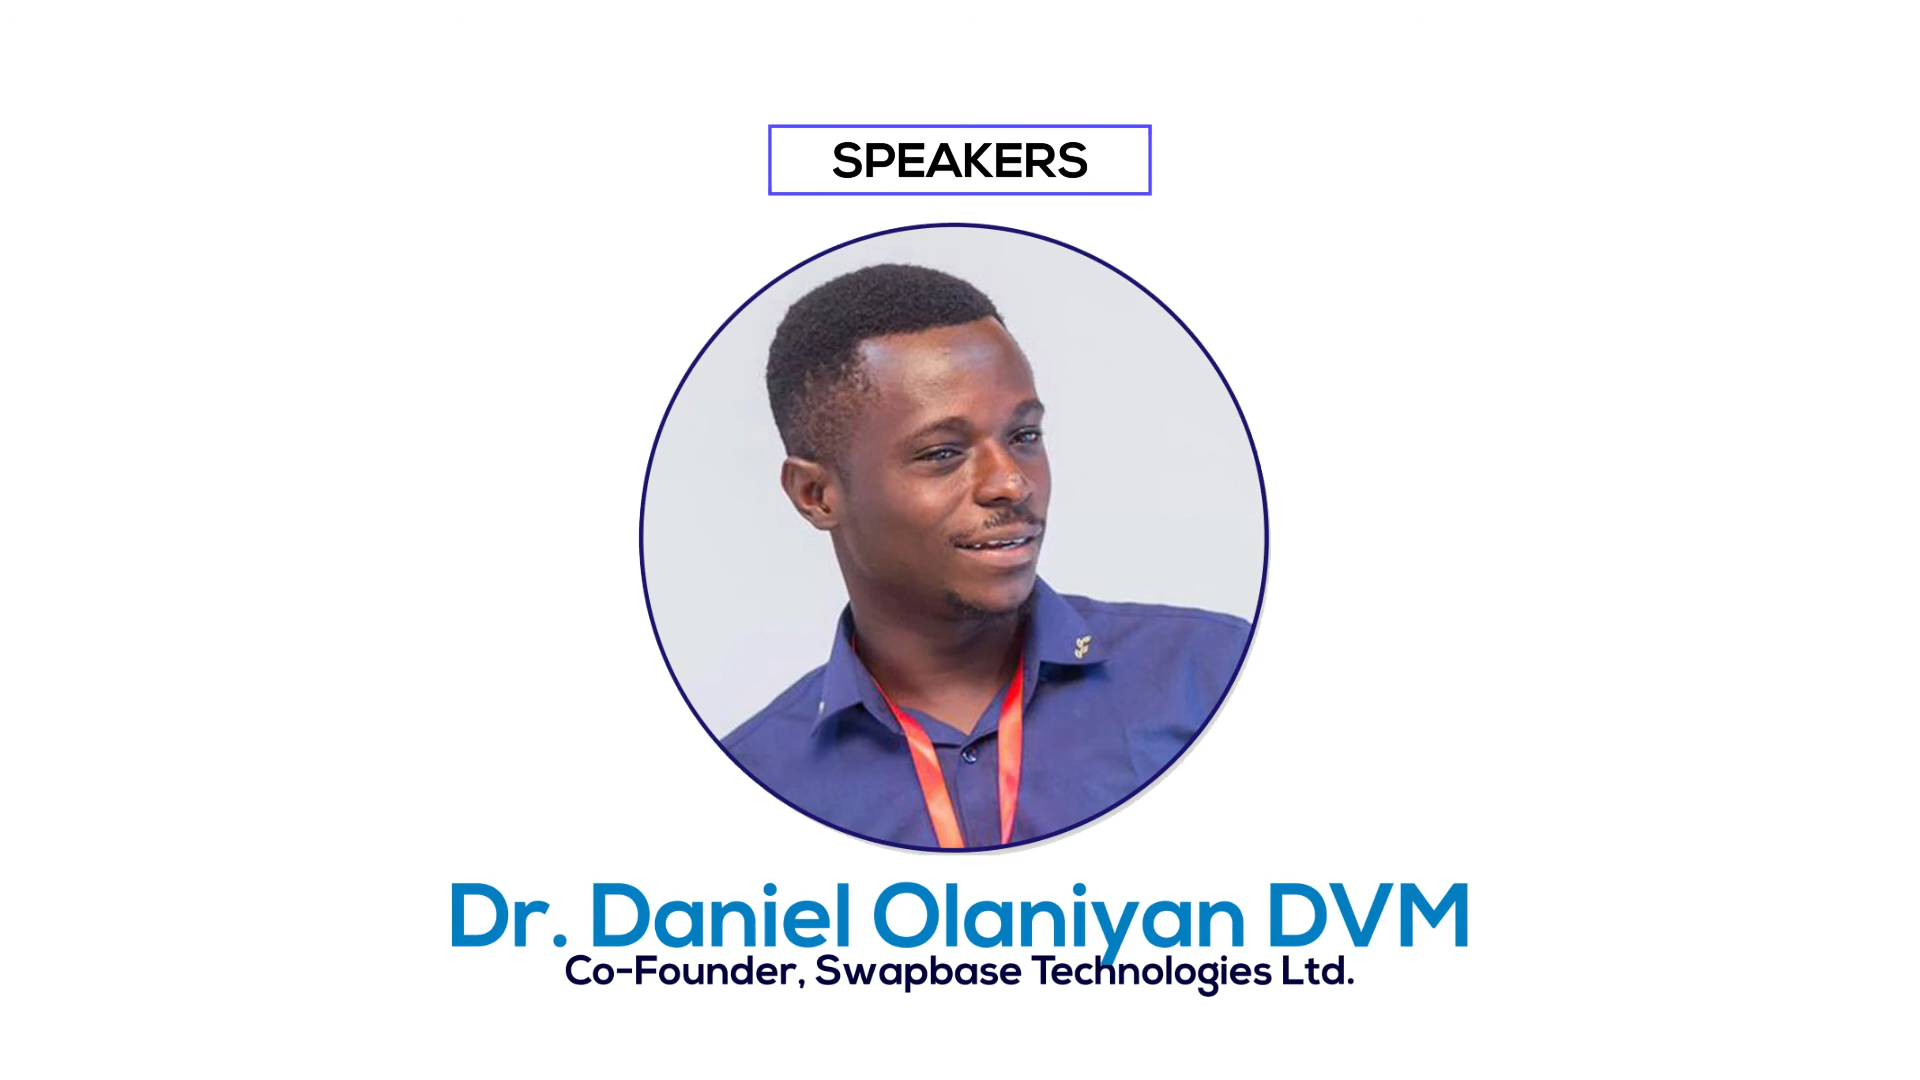 SPEAKERS
Dr. Daniel Olaniyan DVM
Co-Founder, Swapbase Technologies Ltd.